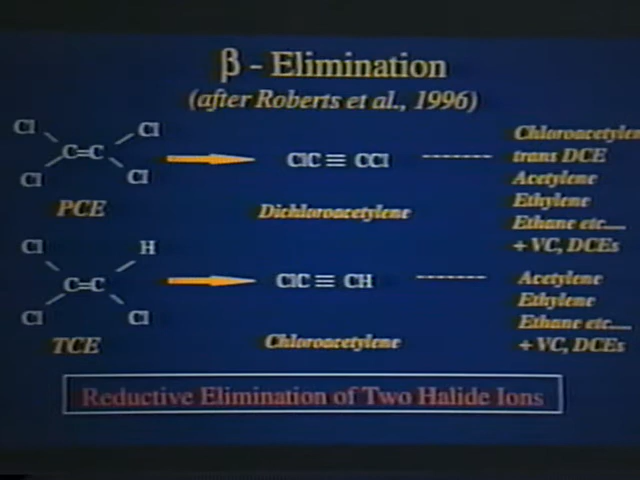 β - Elimination
(after Roberts et al., 1996)
Cl Cl
C=C
Cl Cl
PCE
ClC ≡ CCl
Dichloroacetylene
Chloroacetylene
trans DCE
Acetylene
Ethylene
Ethane etc....
+ VC, DCEs
Cl H
C=C
Cl Cl
TCE
ClC ≡ CH
Chloroacetylene
Acetylene
Ethylene
Ethane etc....
+ VC, DCEs
Reductive Elimination of Two Halide Ions